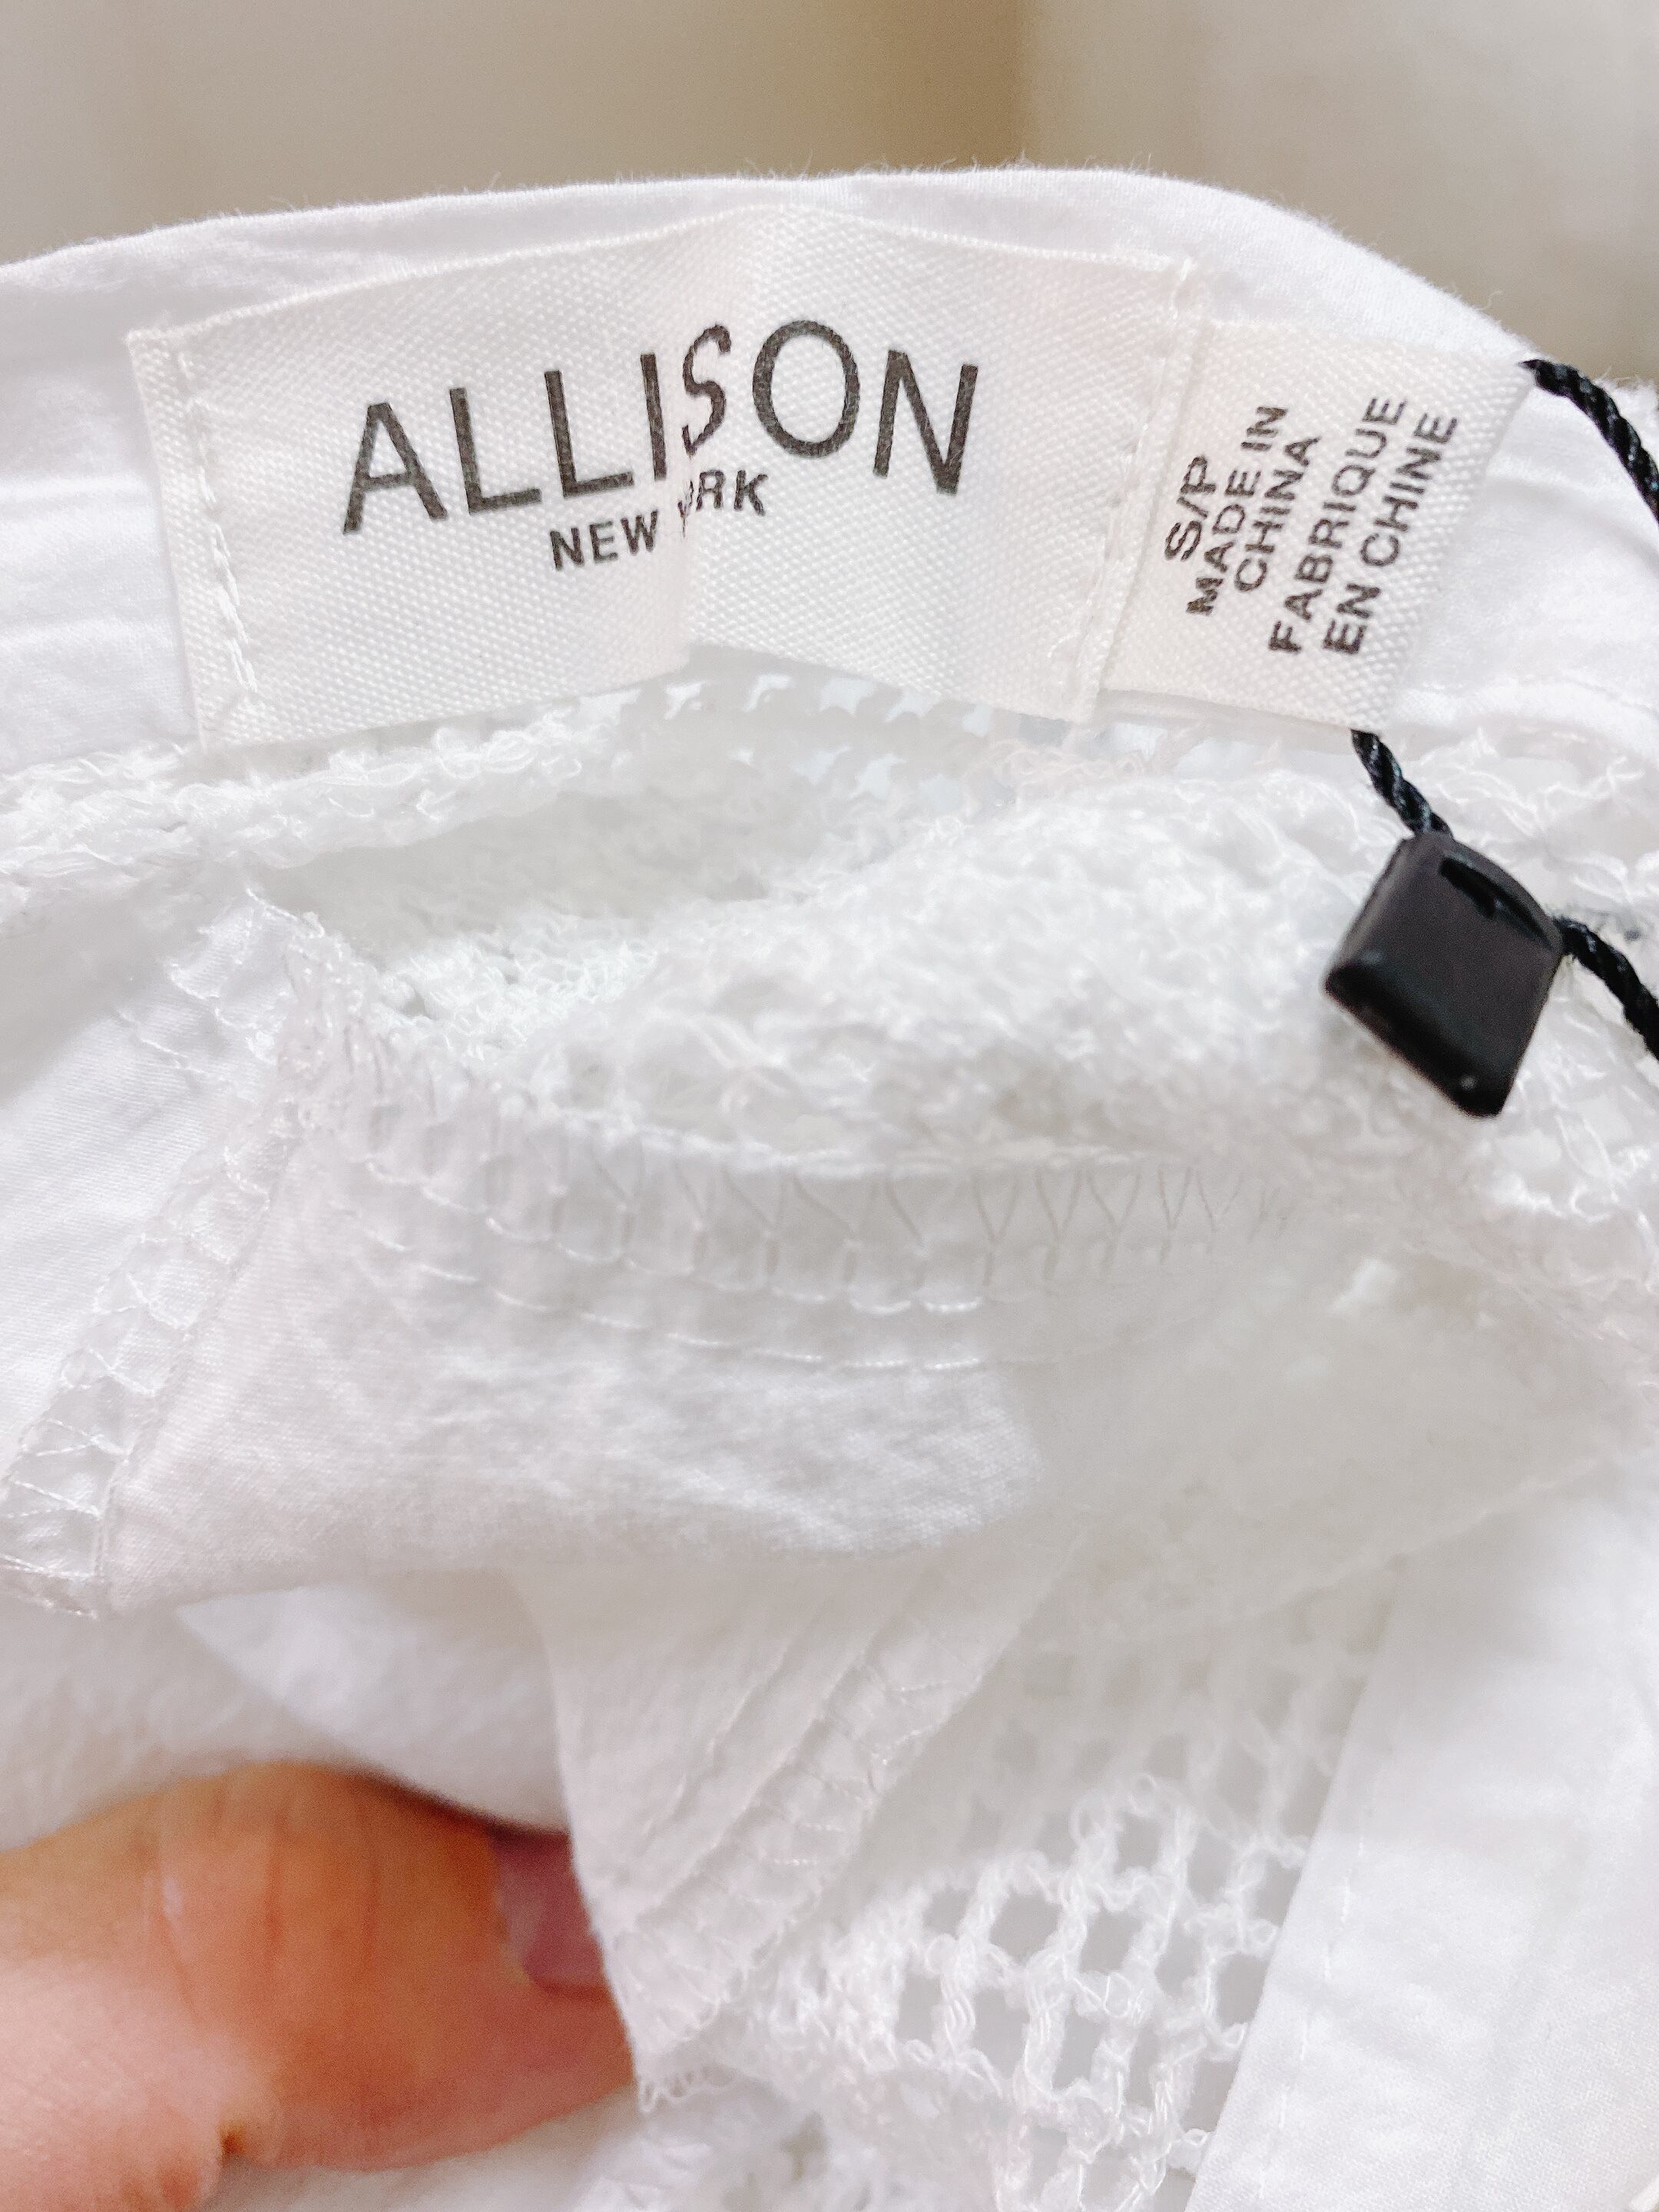 ALLISON
NEW YORK
S/P
MADE IN
CHINA
FABRIQUE
EN CHINE